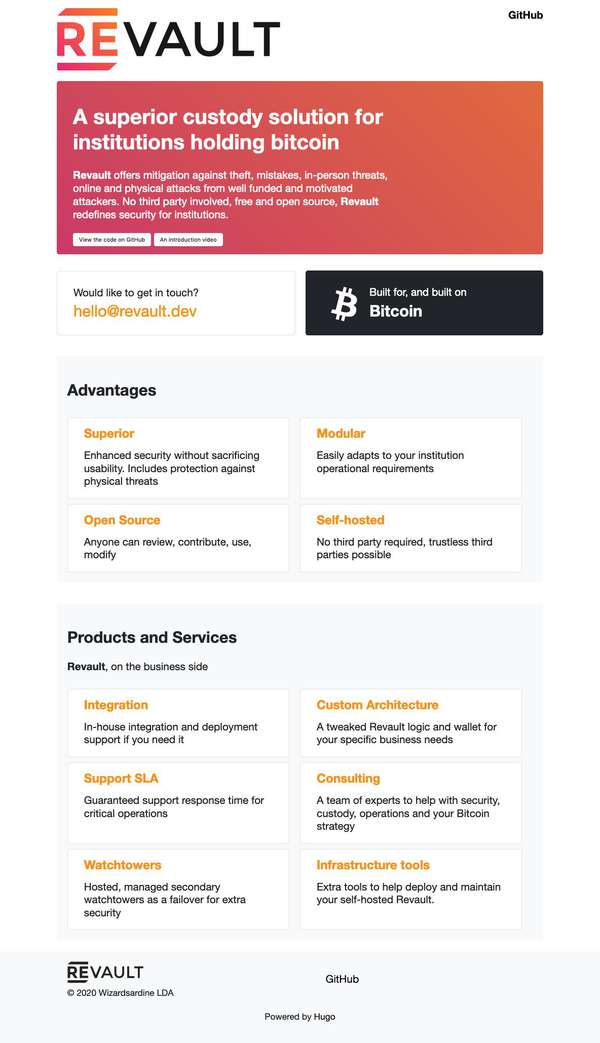 REVAULT
GitHub
A superior custody solution for
institutions holding bitcoin
Revault offers mitigation against theft, mistakes, in-person threats,
online and physical attacks from well funded and motivated
attackers. No third party involved, free and open source, Revault
redefines security for institutions.
View the code on GitHub
An introduction video
Would like to get in touch?
hello@revault.dev
Built for, and built on
Bitcoin
Advantages
Superior
Enhanced security without sacrificing
usability. Includes protection against
physical threats
Modular
Easily adapts to your institution
operational requirements
Open Source
Anyone can review, contribute, use,
modify
Self-hosted
No third party required, trustless third
parties possible
Products and Services
Revault, on the business side
Integration
In-house integration and deployment
support if you need it
Custom Architecture
A tweaked Revault logic and wallet for
your specific business needs
Support SLA
Guaranteed support response time for
critical operations
Consulting
A team of experts to help with security,
custody, operations and your Bitcoin
strategy
Watchtowers
Hosted, managed secondary
watchtowers as a failover for extra
security
Infrastructure tools
Extra tools to help deploy and maintain
your self-hosted Revault.
REVAULT
© 2020 Wizardsardine LDA
GitHub
Powered by Hugo